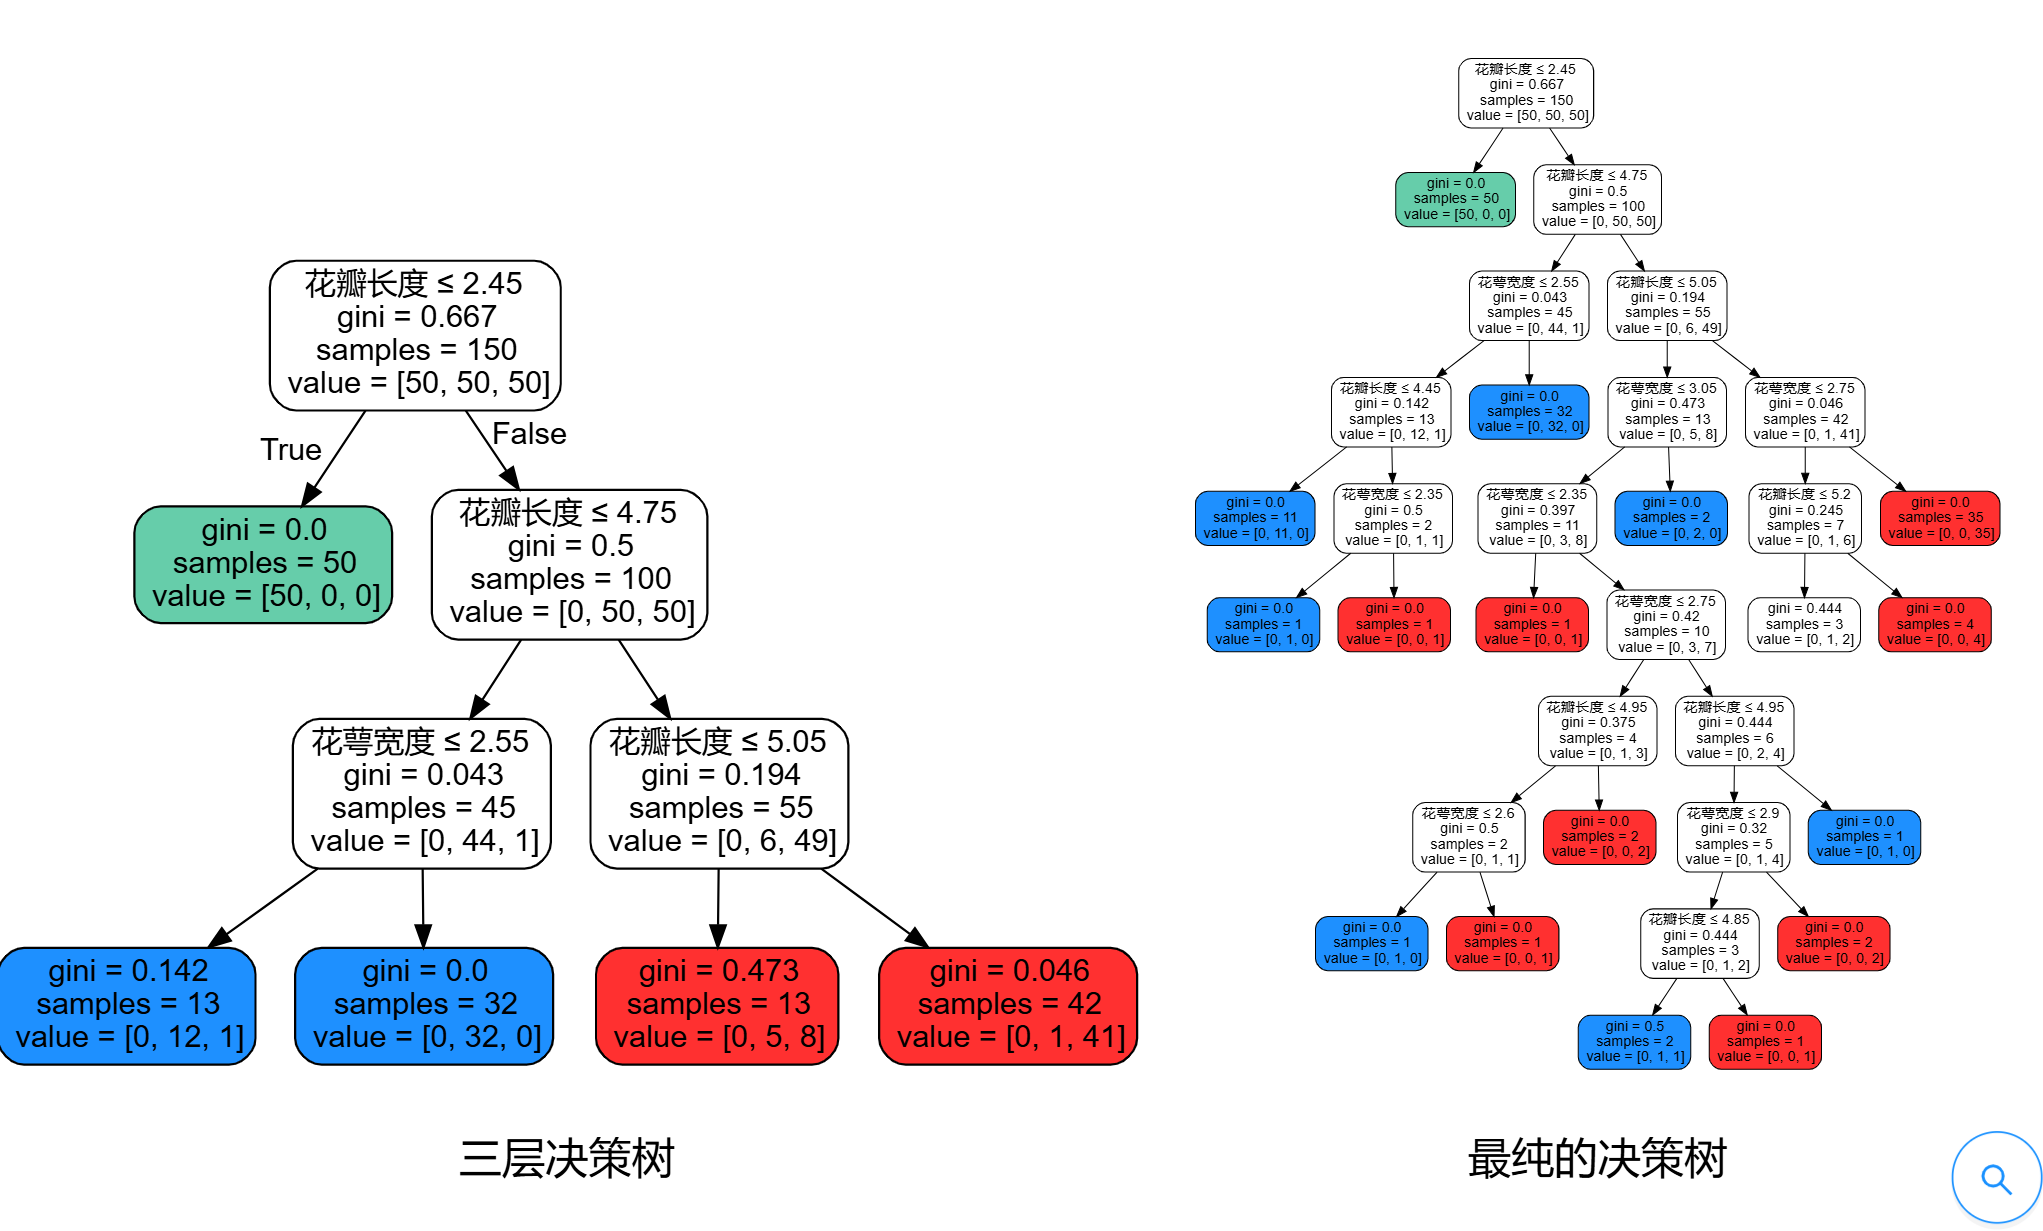 花瓣长度 ≤ 2.45
gini = 0.667
samples = 150
value = [50, 50, 50]
True
False
gini = 0.0
samples = 50
value = [50, 0, 0]
花瓣长度 ≤ 4.75
gini = 0.5
samples = 100
value = [0, 50, 50]
花萼宽度 ≤ 2.55
gini = 0.043
samples = 45
value = [0, 44, 1]
花瓣长度 ≤ 5.05
gini = 0.194
samples = 55
value = [0, 6, 49]
gini = 0.142
samples = 13
value = [0, 12, 1]
gini = 0.0
samples = 32
value = [0, 32, 0]
gini = 0.473
samples = 13
value = [0, 5, 8]
gini = 0.046
samples = 42
value = [0, 1, 41]
三层决策树
花瓣长度 ≤ 2.45
gini = 0.667
samples = 150
value = [50, 50, 50]
gini = 0.0
samples = 50
value = [50, 0, 0]
花瓣长度 ≤ 4.75
gini = 0.5
samples = 100
value = [0, 50, 50]
花萼宽度 ≤ 2.55
gini = 0.043
samples = 45
value = [0, 44, 1]
花瓣长度 ≤ 5.05
gini = 0.194
samples = 55
value = [0, 6, 49]
花瓣长度 ≤ 4.45
gini = 0.142
samples = 13
value = [0, 12, 1]
gini = 0.0
samples = 32
value = [0, 32, 0]
花萼宽度 ≤ 3.05
gini = 0.473
samples = 13
value = [0, 5, 8]
花萼宽度 ≤ 2.75
gini = 0.046
samples = 42
value = [0, 1, 41]
gini = 0.0
samples = 11
value = [0, 11, 0]
花萼宽度 ≤ 2.35
gini = 0.5
samples = 2
value = [0, 1, 1]
花萼宽度 ≤ 2.35
gini = 0.397
samples = 11
value = [0, 3, 8]
gini = 0.0
samples = 2
value = [0, 2, 0]
花瓣长度 ≤ 5.2
gini = 0.245
samples = 7
value = [0, 1, 6]
gini = 0.0
samples = 35
value = [0, 0, 35]
gini = 0.0
samples = 1
value = [0, 1, 0]
gini = 0.0
samples = 1
value = [0, 0, 1]
gini = 0.0
samples = 1
value = [0, 0, 1]
花萼宽度 ≤ 2.75
gini = 0.42
samples = 10
value = [0, 3, 7]
gini = 0.444
samples = 3
value = [0, 1, 2]
gini = 0.0
samples = 4
value = [0, 0, 4]
花瓣长度 ≤ 4.95
gini = 0.375
samples = 4
value = [0, 1, 3]
花瓣长度 ≤ 4.95
gini = 0.444
samples = 6
value = [0, 2, 4]
花萼宽度 ≤ 2.6
gini = 0.5
samples = 2
value = [0, 1, 1]
gini = 0.0
samples = 2
value = [0, 0, 2]
花萼宽度 ≤ 2.9
gini = 0.32
samples = 5
value = [0, 1, 4]
gini = 0.0
samples = 1
value = [0, 1, 0]
gini = 0.0
samples = 1
value = [0, 1, 0]
gini = 0.0
samples = 1
value = [0, 0, 1]
花瓣长度 ≤ 4.85
gini = 0.444
samples = 3
value = [0, 1, 2]
gini = 0.0
samples = 2
value = [0, 0, 2]
gini = 0.5
samples = 2
value = [0, 1, 1]
gini = 0.0
samples = 1
value = [0, 0, 1]
最纯的决策树